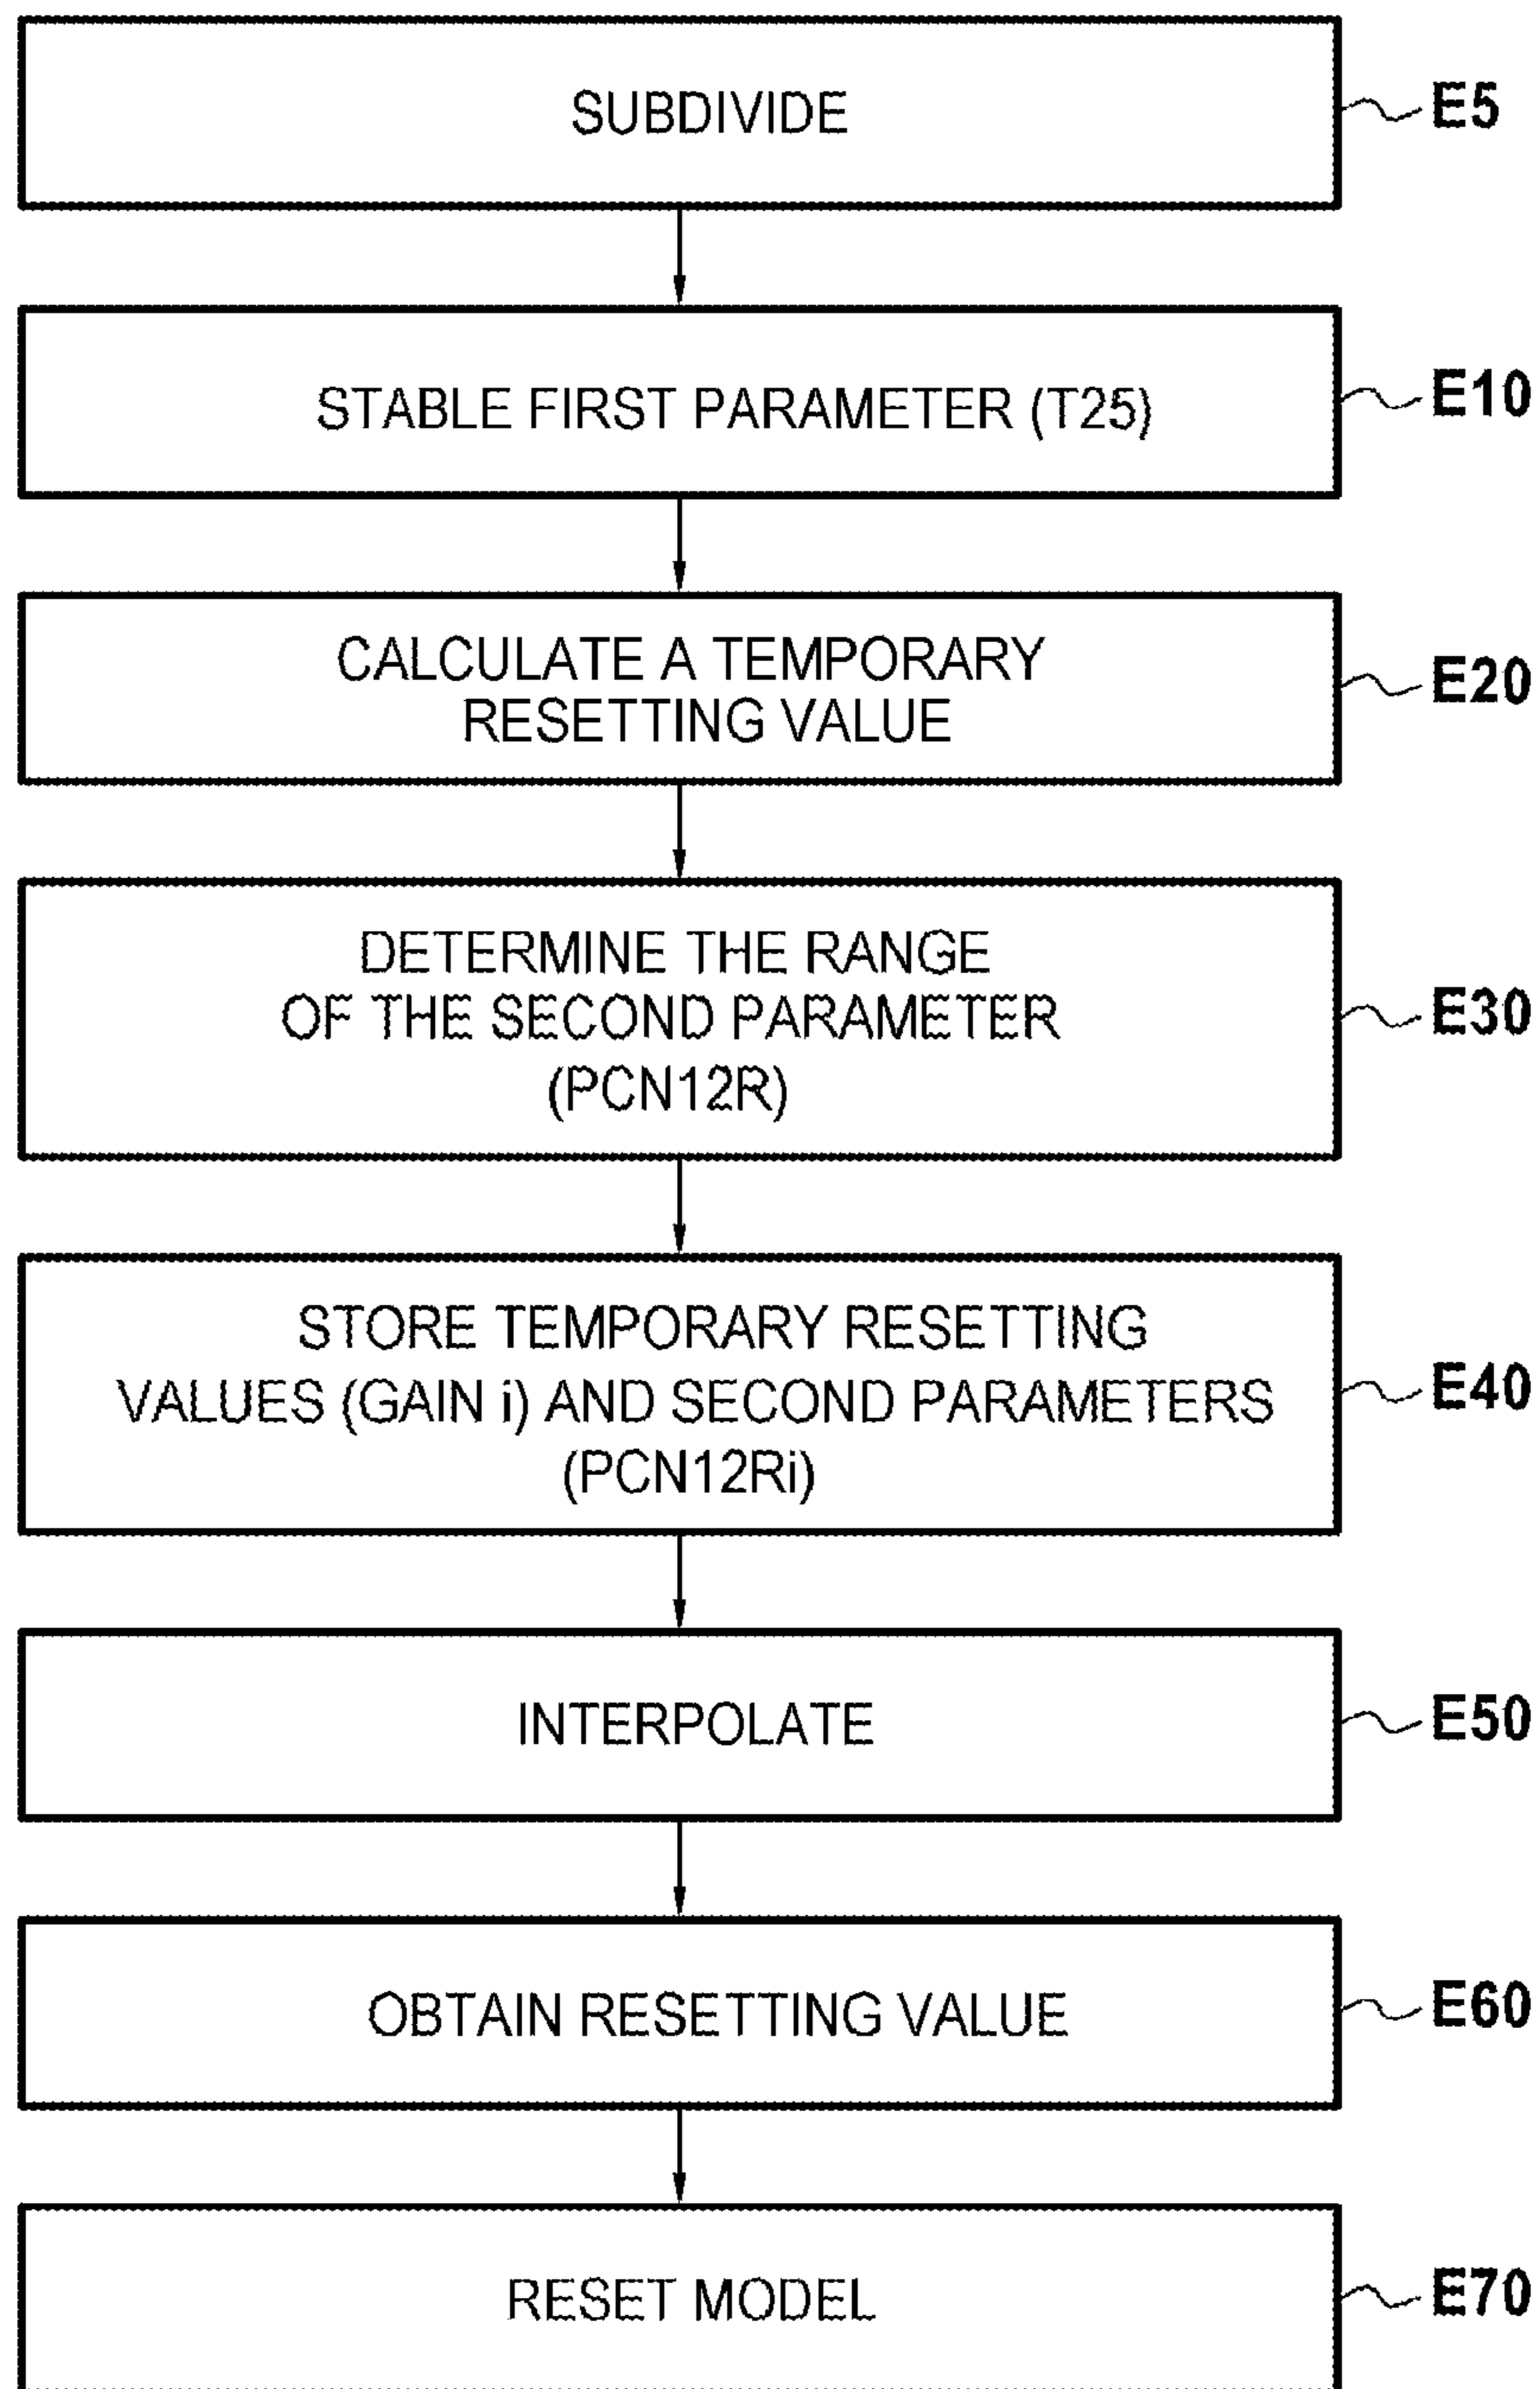 SUBDIVIDE
E5
STABLE FIRST PARAMETER (T25)
E10
CALCULATE A TEMPORARY
RESETTING VALUE
E20
DETERMINE THE RANGE
OF THE SECOND PARAMETER
(PCN12R)
E30
STORE TEMPORARY RESETTING
VALUES (GAIN i) AND SECOND PARAMETERS
(PCN12Ri)
E40
INTERPOLATE
E50
OBTAIN RESETTING VALUE
E60
RESET MODEL
E70